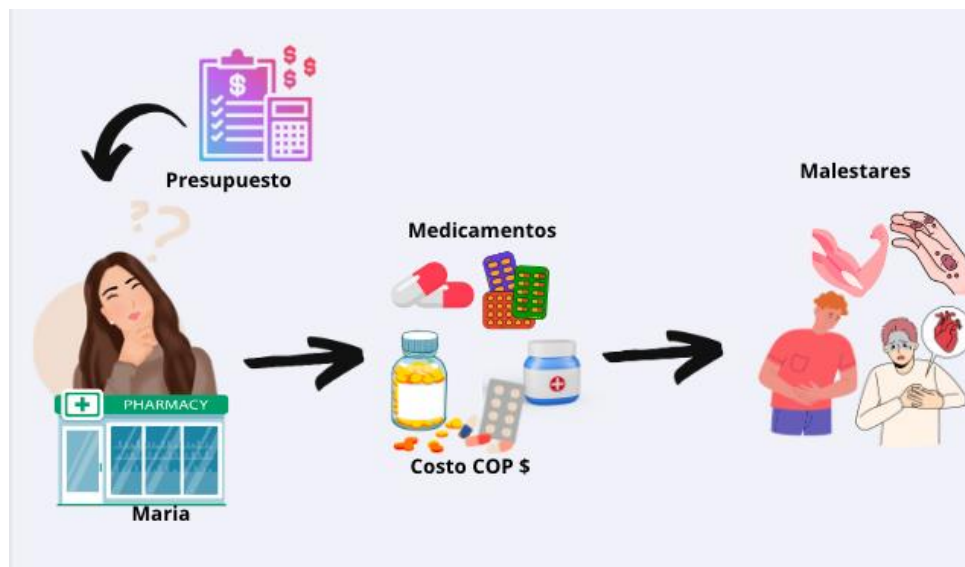 Presupuesto
Malestares
Medicamentos
PHARMACY
Costo COP $
Maria